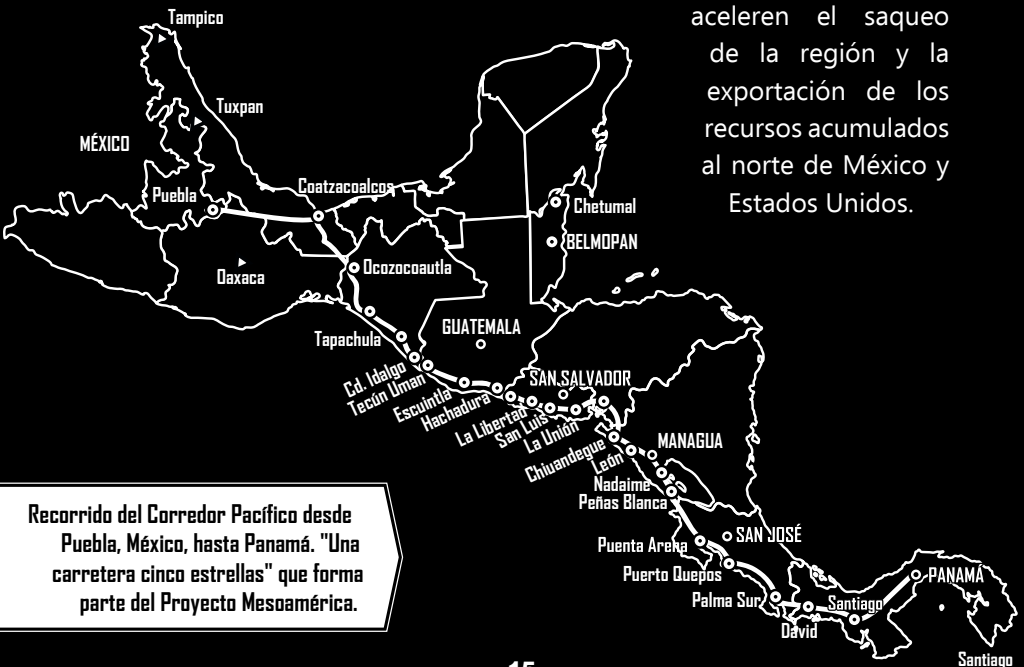 aceleren el saqueo
de la región y la
exportación de los
recursos acumulados
al norte de México y
Estados Unidos.
Tampico
Tuxpan
MÉXICO
Puebla
Coatzacoalcos
Chetumal
BELMOPAN
Oaxaca
Ocozocoautla
GUATEMALA
Tapachula
Cd. Idalgo
Tecún Uman
Escuintla
Hachadura
SAN SALVADOR
La Libertad
San Luis
La Unión
Chiuandegue
León
MANAGUA
Nadaime
Peñas Blanca
SAN JOSÉ
Puenta Arena
Puerto Quepos
Palma Sur
David
Santiago
PANAMÁ
Santiago
Recorrido del Corredor Pacífico desde
Puebla, México, hasta Panamá. "Una
carretera cinco estrellas" que forma
parte del Proyecto Mesoamérica.
15